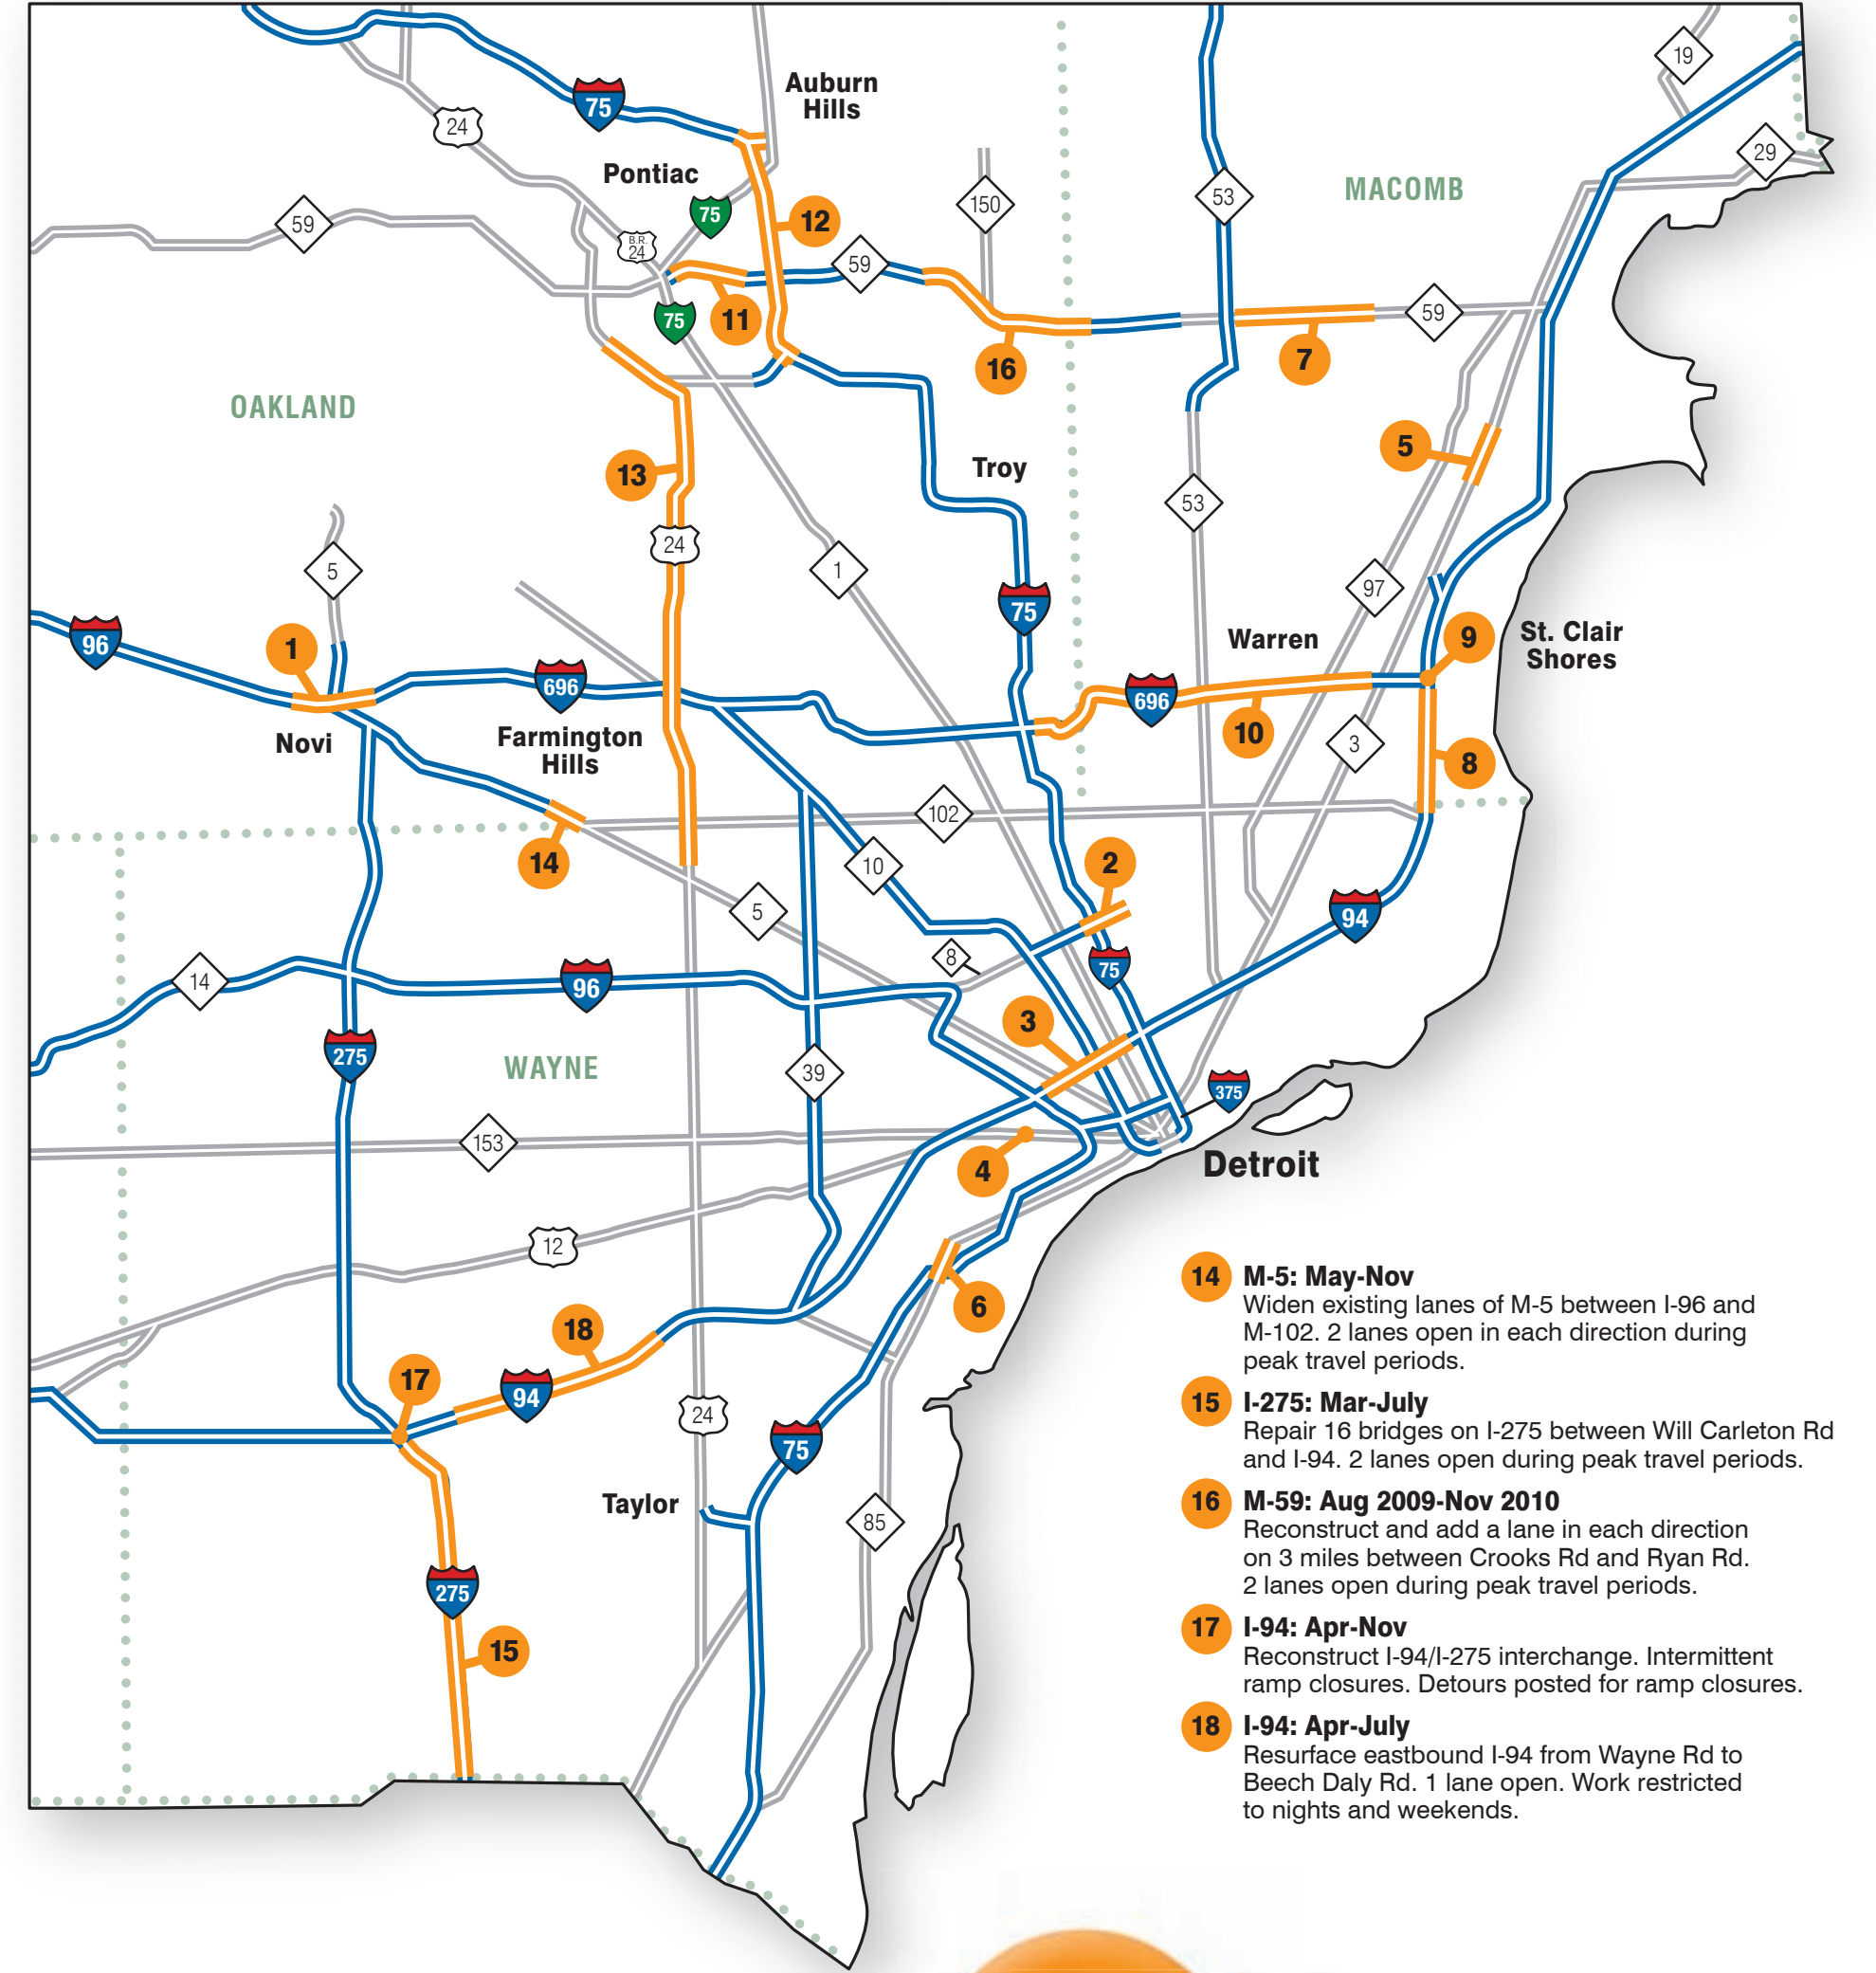 19
Auburn
Hills
75
24
29
Pontiac
MACOMB
53
150
75
12
59
B.R.
24
59
11
75
59
16
7
OAKLAND
5
Troy
13
53
24
5
1
97
75
96
1
Warren
9
St. Clair
Shores
696
696
10
Novi
Farmington
Hills
3
8
102
14
10
2
5
94
8
75
14
96
3
275
WAYNE
39
375
153
4
Detroit
12
6
18
17
94
24
75
Taylor
85
275
15
14 M-5: May-Nov
Widen existing lanes of M-5 between I-96 and
M-102. 2 lanes open in each direction during
peak travel periods.
15 I-275: Mar-July
Repair 16 bridges on I-275 between Will Carleton Rd
and I-94. 2 lanes open during peak travel periods.
16 M-59: Aug 2009-Nov 2010
Reconstruct and add a lane in each direction
on 3 miles between Crooks Rd and Ryan Rd.
2 lanes open during peak travel periods.
17 I-94: Apr-Nov
Reconstruct I-94/I-275 interchange. Intermittent
ramp closures. Detours posted for ramp closures.
18 I-94: Apr-July
Resurface eastbound I-94 from Wayne Rd to
Beech Daly Rd. 1 lane open. Work restricted
to nights and weekends.